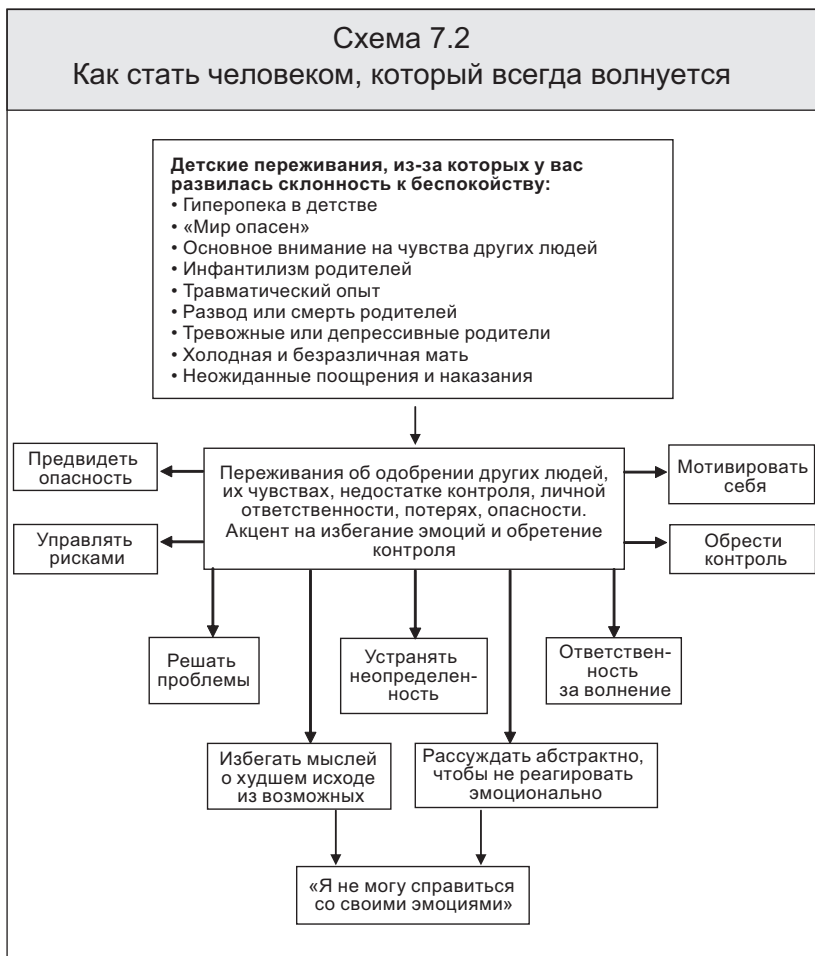 Схема 7.2
Как стать человеком, который всегда волнуется
Детские переживания, из-за которых у вас
развилась склонность к беспокойству:
• Гиперопека в детстве
• «Мир опасен»
• Основное внимание на чувства других людей
• Инфантилизм родителей
• Травматический опыт
• Развод или смерть родителей
• Тревожные или депрессивные родители
• Холодная и безразличная мать
• Неожиданные поощрения и наказания
Предвидеть
опасность
Переживания об одобрении других людей,
их чувствах, недостатке контроля, личной
ответственности, потерях, опасности.
Акцент на избегание эмоций и обретение
контроля
Мотивировать
себя
Управлять
рисками
Обрести
контроль
Решать
проблемы
Устранять
неопределен-
ность
Ответствен-
ность
за волнение
Избегать мыслей
о худшем исходе
из возможных
Рассуждать абстрактно,
чтобы не реагировать
эмоционально
«Я не могу справиться
со своими эмоциями»